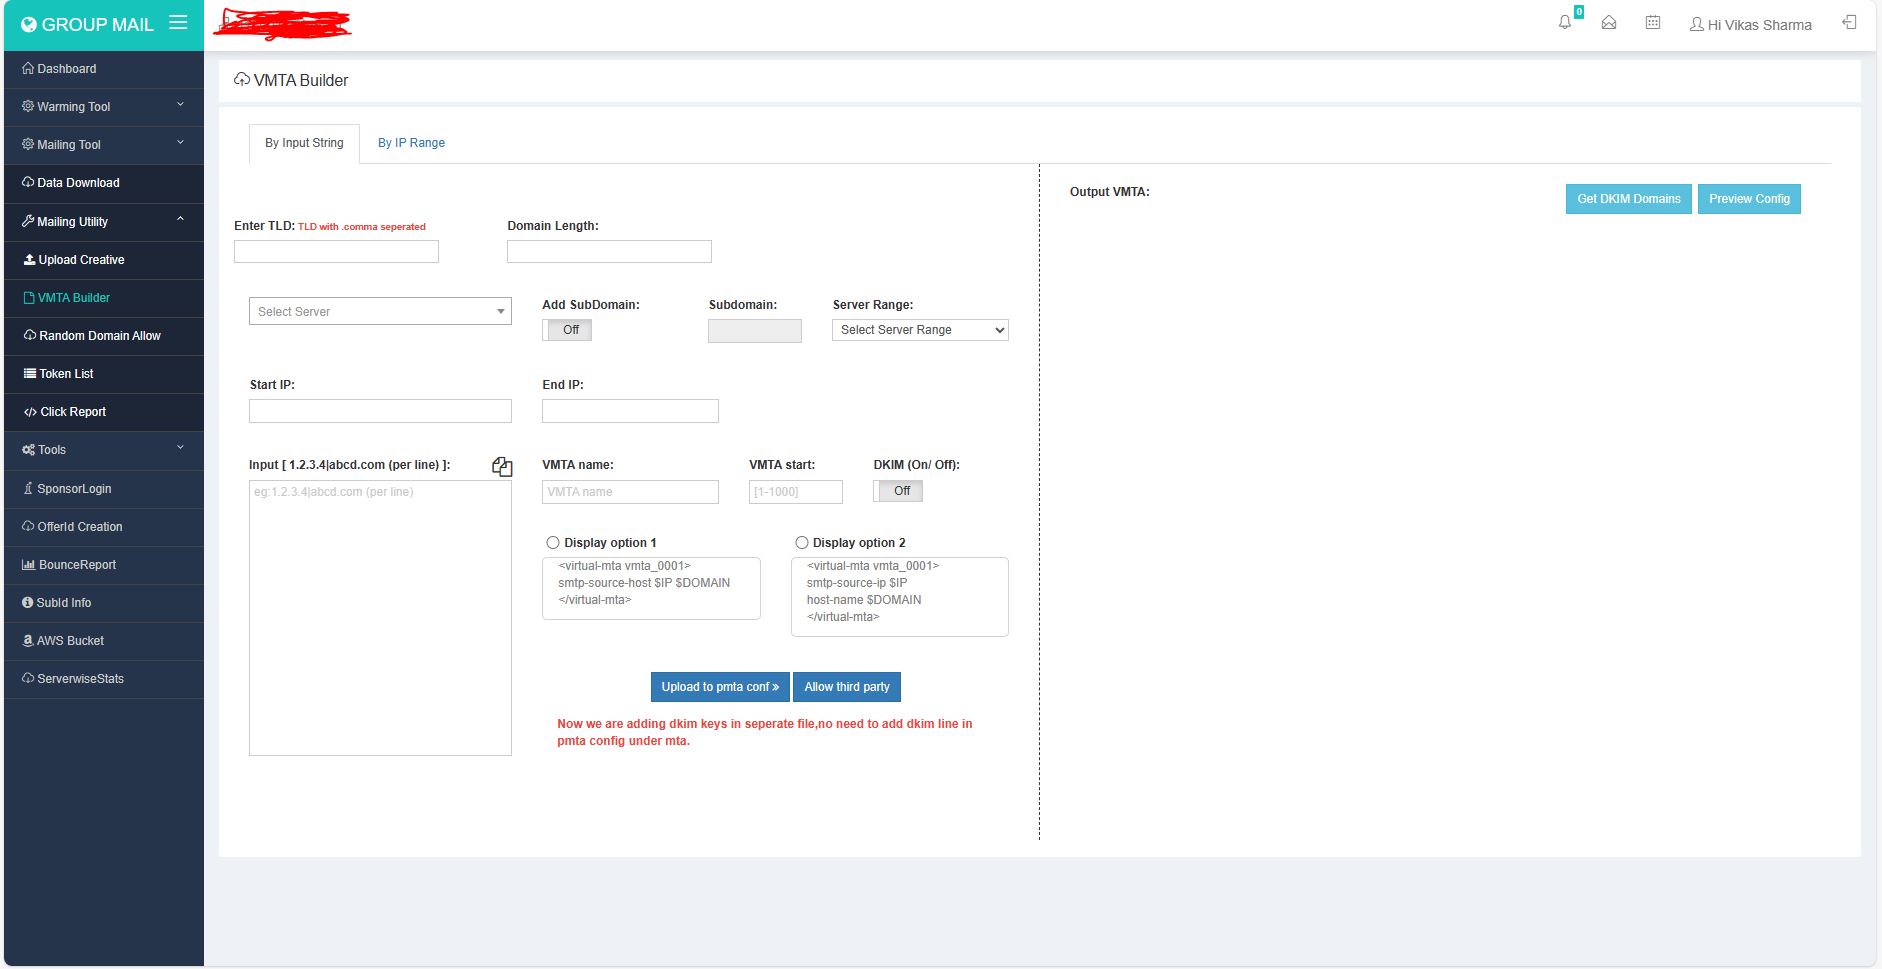 GROUP MAIL
0
Hi Vikas Sharma
Dashboard
Warming Tool
Mailing Tool
Data Download
Mailing Utility
Upload Creative
VMTA Builder
Random Domain Allow
Token List
Click Report
Tools
SponsorLogin
OfferId Creation
BounceReport
SubId Info
AWS Bucket
ServerwiseStats
VMTA Builder
By Input String By IP Range
Enter TLD: TLD with .comma seperated Domain Length:
Select Server
Add SubDomain: Subdomain: Server Range:
Off Select Server Range
Start IP: End IP:
Input [ 1.2.3.4|abcd.com (per line) ]:
eg:1.2.3.4|abcd.com (per line)
VMTA name: VMTA start: DKIM (On/ Off):
VMTA name [1-1000] Off
Display option 1
<virtual-mta vmta_0001>
smtp-source-host $IP $DOMAIN
</virtual-mta>
Display option 2
<virtual-mta vmta_0001>
smtp-source-ip $IP
host-name $DOMAIN
</virtual-mta>
Upload to pmta conf » Allow third party
Now we are adding dkim keys in seperate file,no need to add dkim line in
pmta config under mta.
Output VMTA: Get DKIM Domains Preview Config